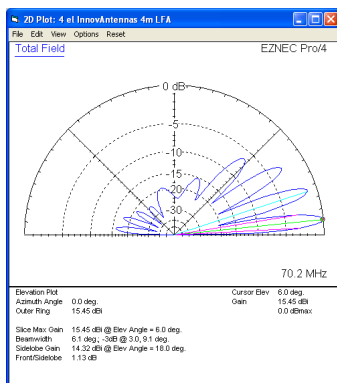 2D Plot: 4 el InnovAntennas 4m LFA
File Edit View Options Reset
Total Field
EZNEC Pro/4
0 dB
-5
-10
-15
-20
-30
70.2 MHz
Elevation Plot
Cursor Elev 6.0 deg.
Azimuth Angle 0.0 deg.
Gain 15.45 dBi
Outer Ring 15.45 dBi
0.0 dBmax
Slice Max Gain 15.45 dBi @ Elev Angle = 6.0 deg.
Beamwidth 6.1 deg.; -3dB @ 3.0, 9.1 deg.
Sidelobe Gain 14.32 dBi @ Elev Angle = 18.0 deg.
Front/Sidelobe 1.13 dB